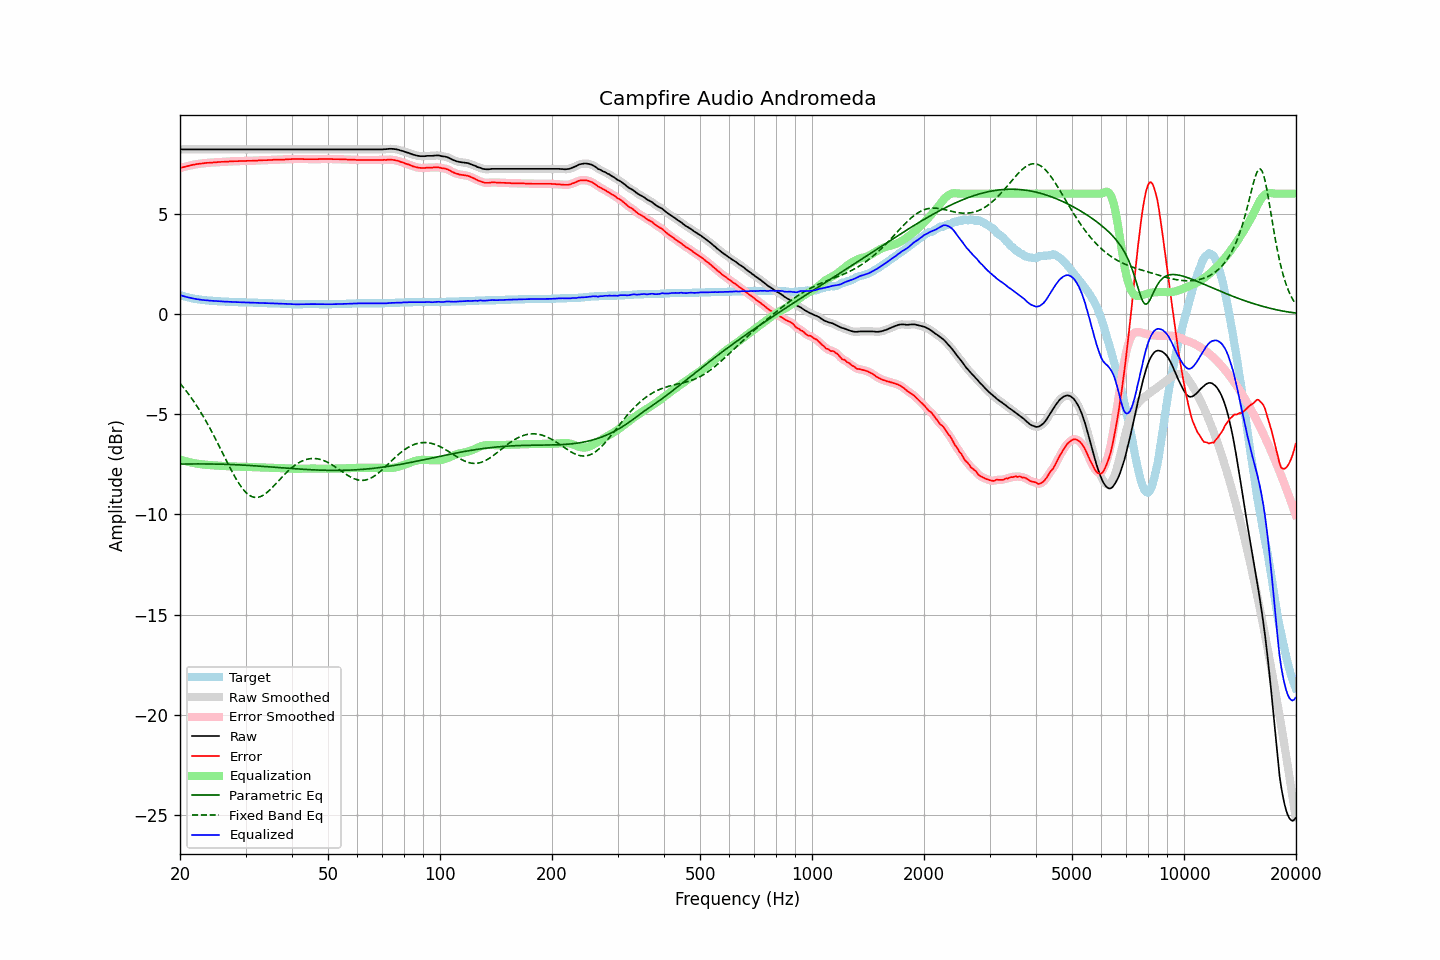 Campfire Audio Andromeda
Amplitude (dBr)
5
0
−5
−10
−15
−20
−25
Target
Raw Smoothed
Error Smoothed
Raw
Error
Equalization
Parametric Eq
Fixed Band Eq
Equalized
20 50 100 200 500 1000 2000 5000 10000 20000
Frequency (Hz)